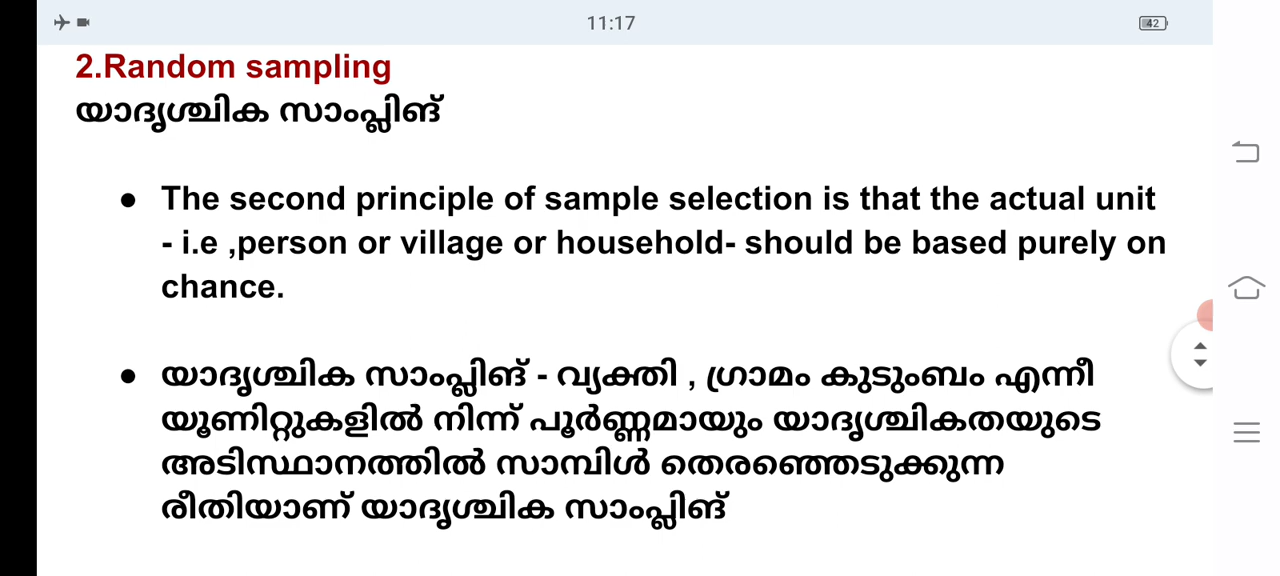 11:17
42
2.Random sampling
യാദൃശ്ചിക സാംപ്ലിങ്
● The second principle of sample selection is that the actual unit
- i.e ,person or village or household- should be based purely on
chance.
● യാദൃശ്ചിക സാംപ്ലിങ് - വ്യക്തി , ഗ്രാമം കുടുംബം എന്നീ
യൂണിറ്റുകളിൽ നിന്ന് പൂർണ്ണമായും യാദൃശ്ചികതയുടെ
അടിസ്ഥാനത്തിൽ സാമ്പിൾ തെരഞ്ഞെടുക്കുന്ന
രീതിയാണ് യാദൃശ്ചിക സാംപ്ലിങ്